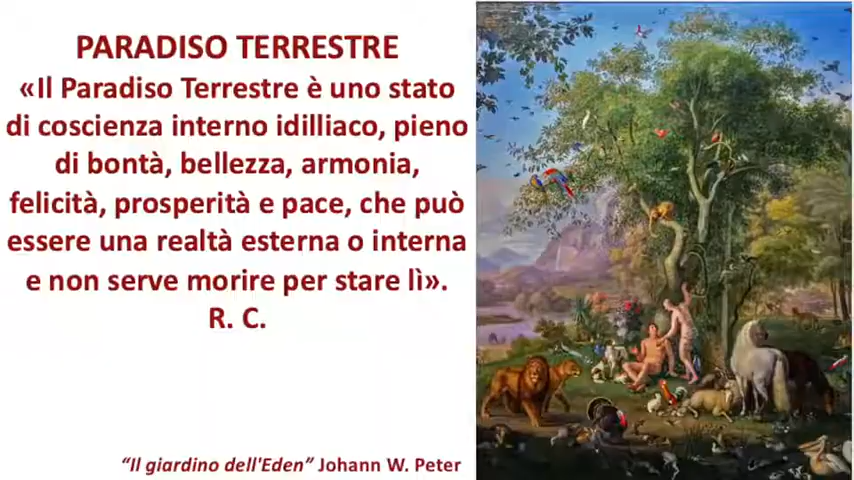 PARADISO TERRESTRE
«Il Paradiso Terrestre è uno stato
di coscienza interno idilliaco, pieno
di bontà, bellezza, armonia,
felicità, prosperità e pace, che può
essere una realtà esterna o interna
e non serve morire per stare lì».
R. C.
“Il giardino dell'Eden” Johann W. Peter